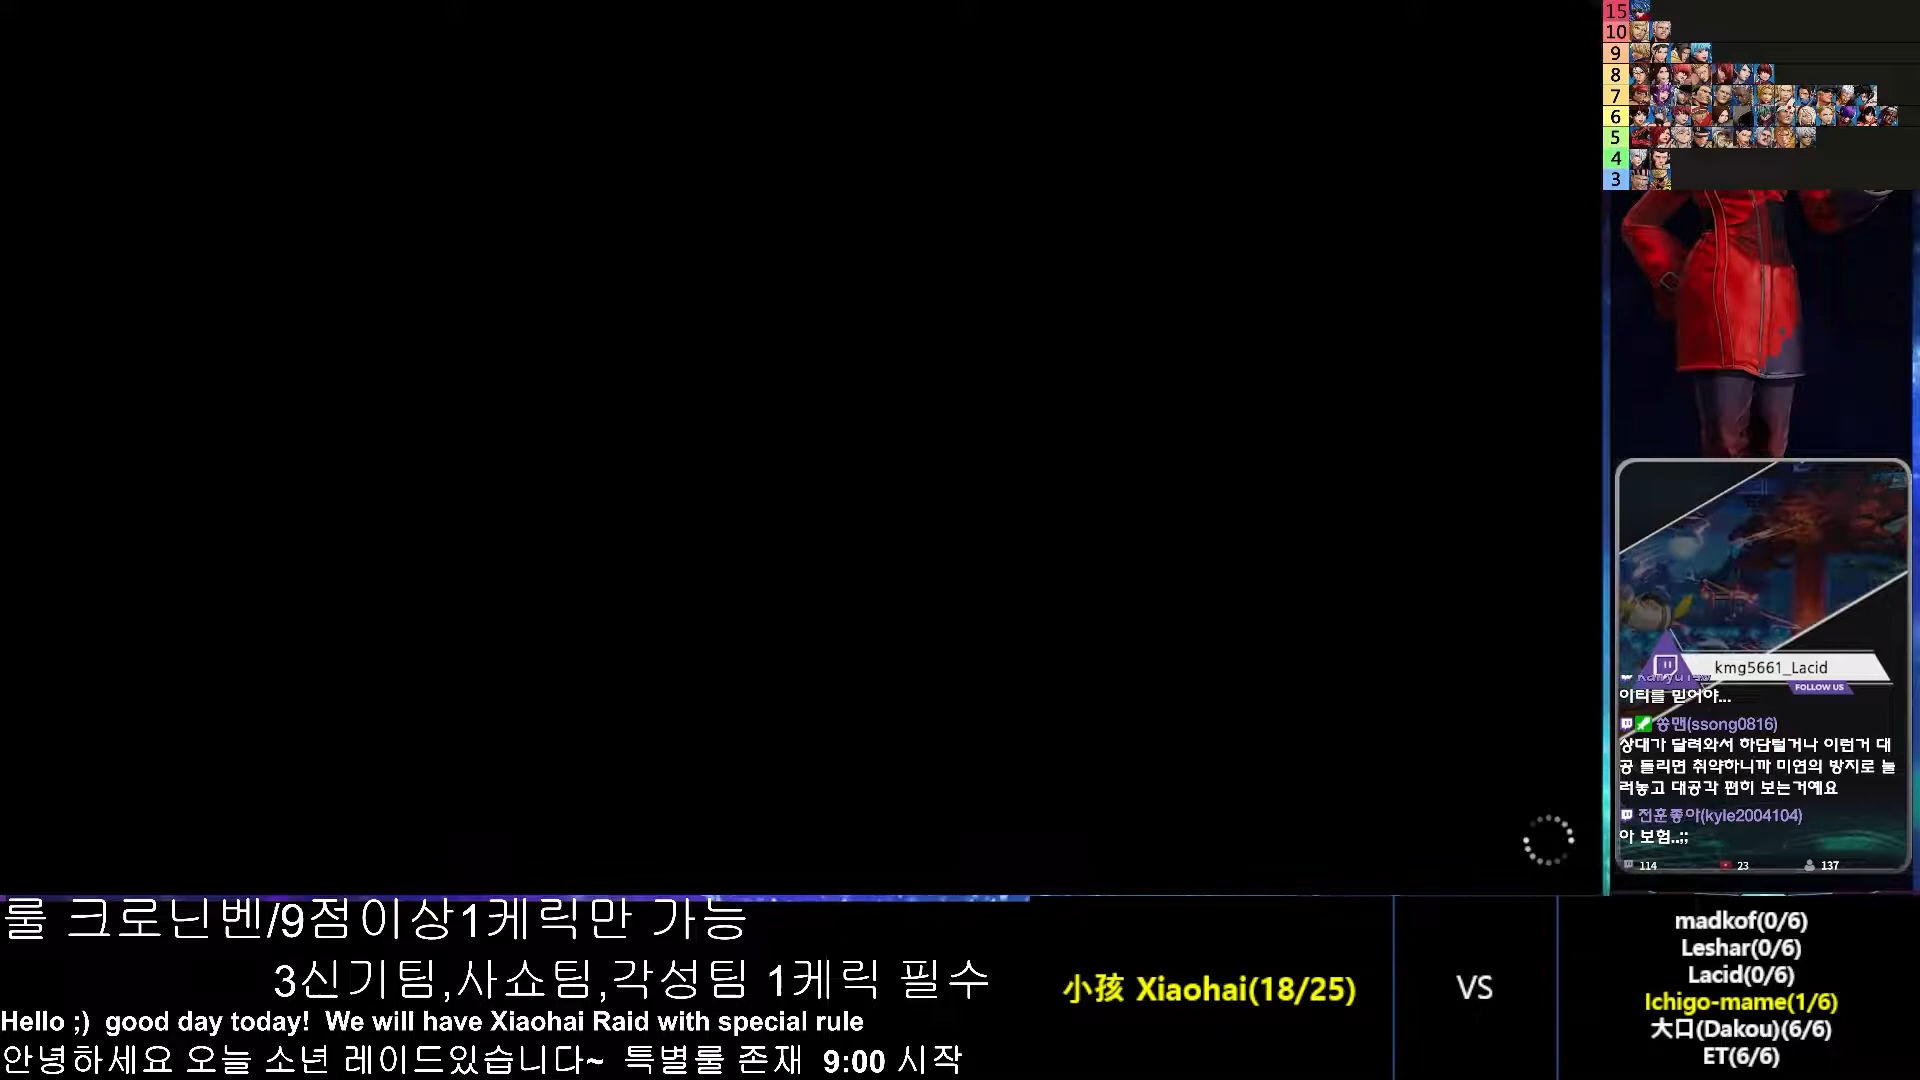 15
10
9
8
7
6
5
4
3
kmg5661_Lacid
FOLLOW US
이티를 믿어야...
쏭맨(ssong0816)
상대가 달려와서 하담털거나 이런거 대
공 돌리면 취약하니까 미연의 방지로 눌
러놓고 대공각 편히 보는거예요
전훈좋아(kyle2004104)
아 보험..;;
114
23
137
룰 크로닌벤/9점이상1케릭만 가능
3신기팀,사쇼팀,각성팀 1케릭 필수
Hello ;) good day today! We will have Xiaohai Raid with special rule
안녕하세요 오늘 소년 레이드있습니다~ 특별룰 존재 9:00 시작
小孩 Xiaohai(18/25)
VS
madkof(0/6)
Leshar(0/6)
Lacid(0/6)
Ichigo-mame(1/6)
大口(Dakou)(6/6)
ET(6/6)